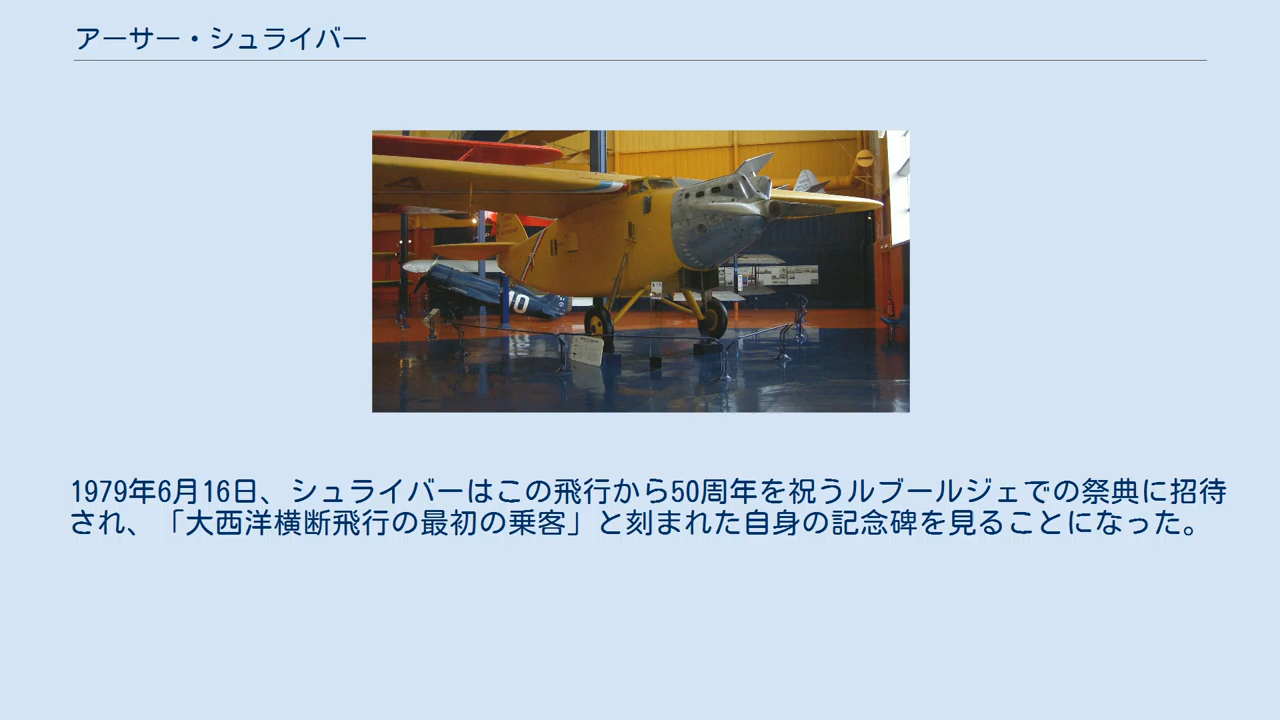 アーサー・シュライバー
10
1979年6月16日、シュライバーはこの飛行から50周年を祝うルブールジェでの祭典に招待
され、「大西洋横断飛行の最初の乗客」と刻まれた自身の記念碑を見ることになった。